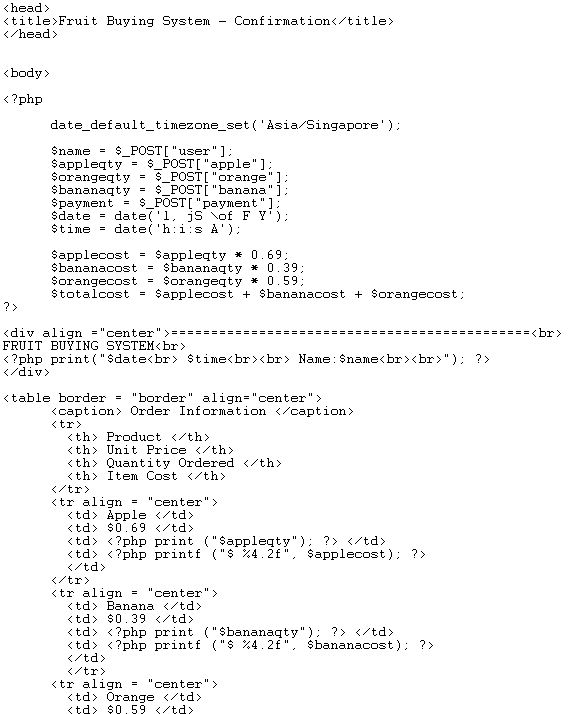 <head>
<title>Fruit Buying System - Confirmation</title>
</head>
<body>
<?php
date_default_timezone_set('Asia/Singapore');
$name = $_POST["user"];
$appleqty = $_POST["apple"];
$orangeqty = $_POST["orange"];
$bananaqty = $_POST["banana"];
$payment = $_POST["payment"];
$date = date('l, jS \of F Y');
$time = date('h:i:s A');
$applecost = $appleqty * 0.69;
$bananacost = $bananaqty * 0.39;
$orangecost = $orangeqty * 0.59;
$totalcost = $applecost + $bananacost + $orangecost;
?>
<div align ="center">=============================================<br>
FRUIT BUYING SYSTEM<br>
<?php print("$date<br> $time<br><br> Name:$name<br><br>"); ?>
</div>
<table border = "border" align="center">
<caption> Order Information </caption>
<tr>
<th> Product </th>
<th> Unit Price </th>
<th> Quantity Ordered </th>
<th> Item Cost </th>
</tr>
<tr align = "center">
<td> Apple </td>
<td> $0.69 </td>
<td> <?php print ("$appleqty"); ?> </td>
<td> <?php printf ("$ %4.2f", $applecost); ?>
</td>
</tr>
<tr align = "center">
<td> Banana </td>
<td> $0.39 </td>
<td> <?php print ("$bananaqty"); ?> </td>
<td> <?php printf ("$ %4.2f", $bananacost); ?>
</td>
</tr>
<tr align = "center">
<td> Orange </td>
<td> $0.59 </td>